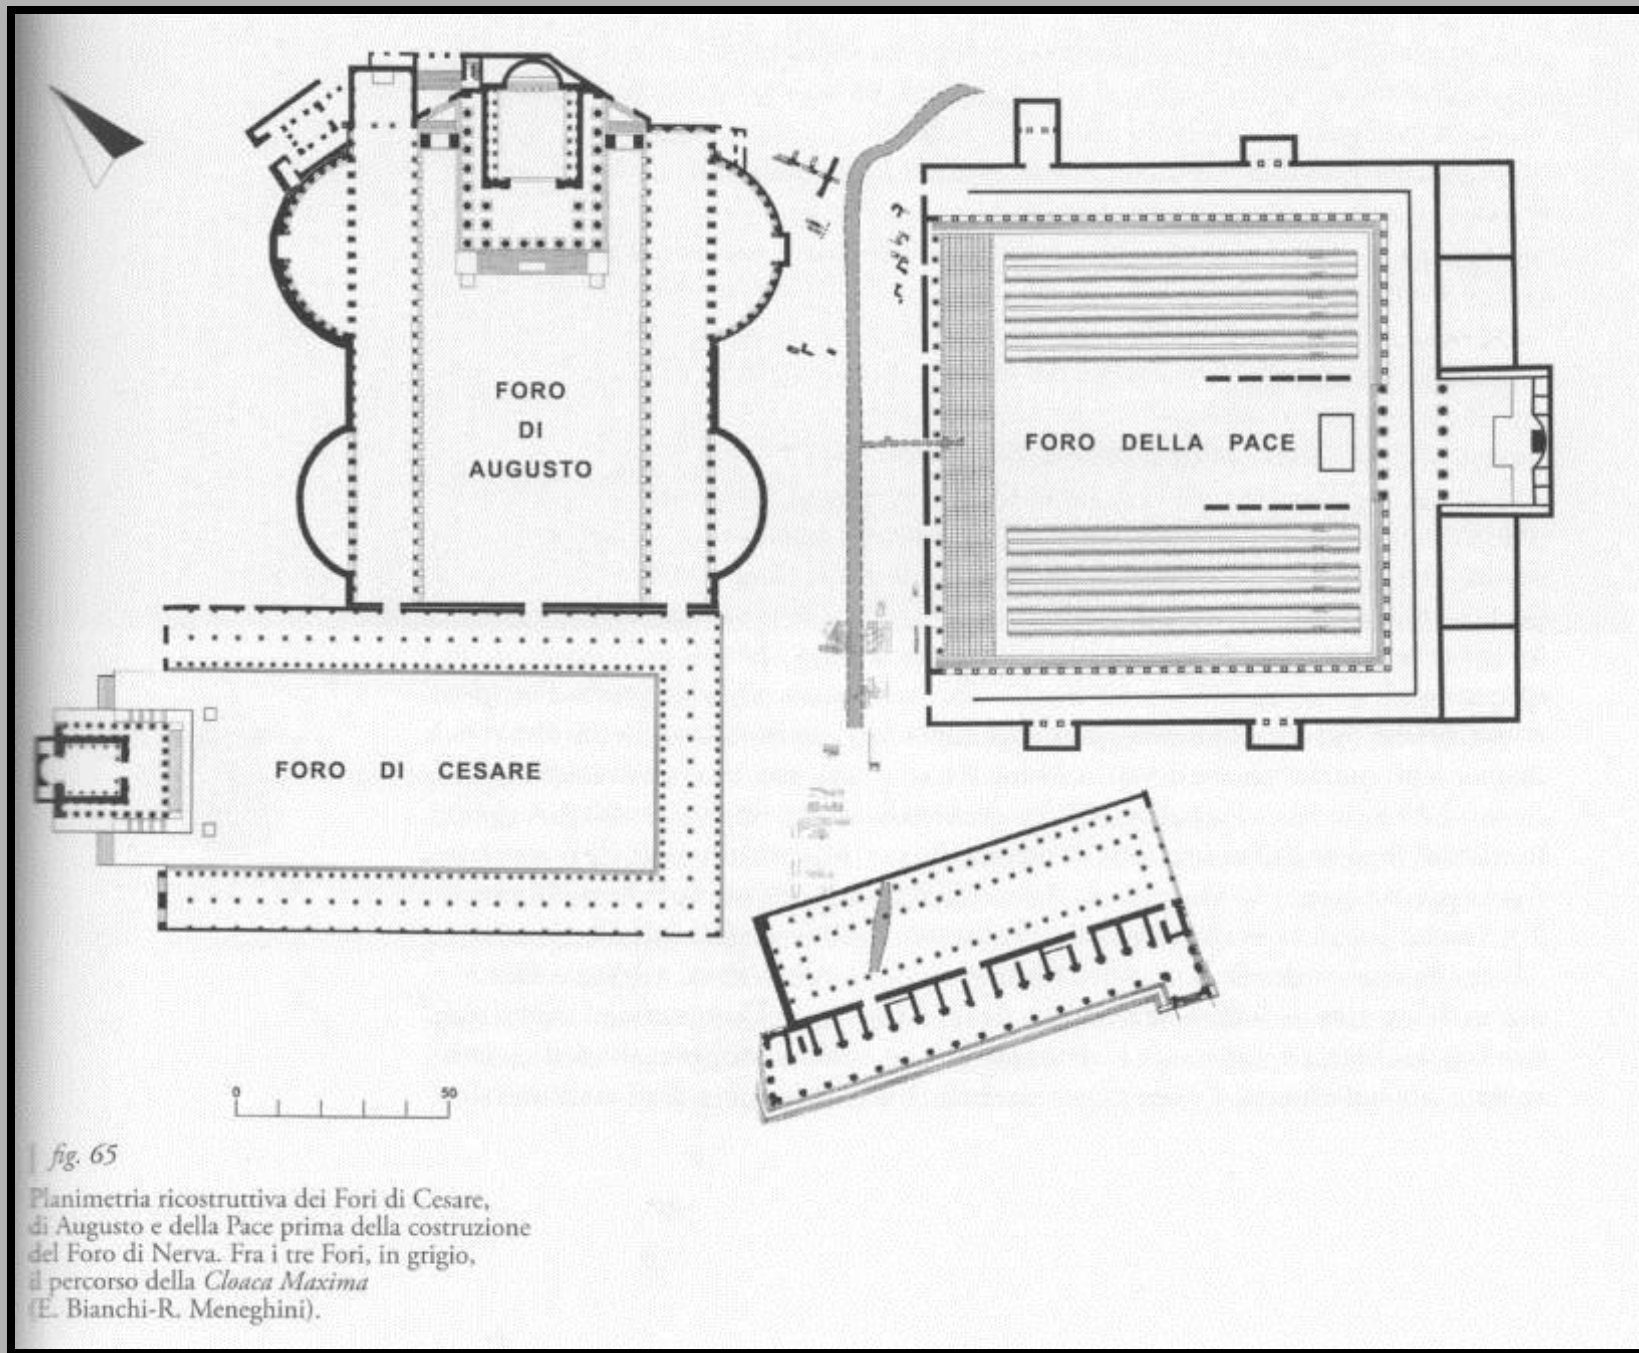 FORO
DI
AUGUSTO
FORO DELLA PACE
FORO DI CESARE
0 50
fig. 65
Planimetria ricostruttiva dei Fori di Cesare,
di Augusto e della Pace prima della costruzione
del Foro di Nerva. Fra i tre Fori, in grigio,
il percorso della Cloaca Maxima
(E. Bianchi-R. Meneghini).